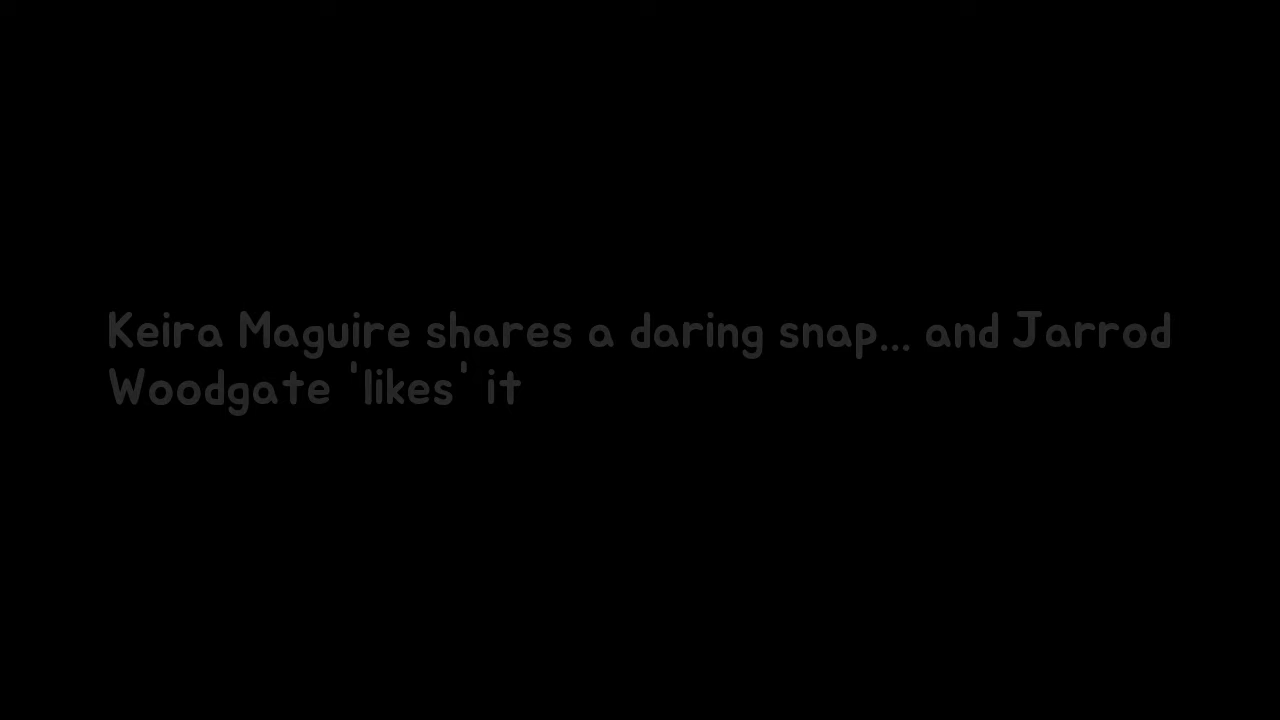 Keira Maguire shares a daring snap... and Jarrod
Woodgate 'likes' it